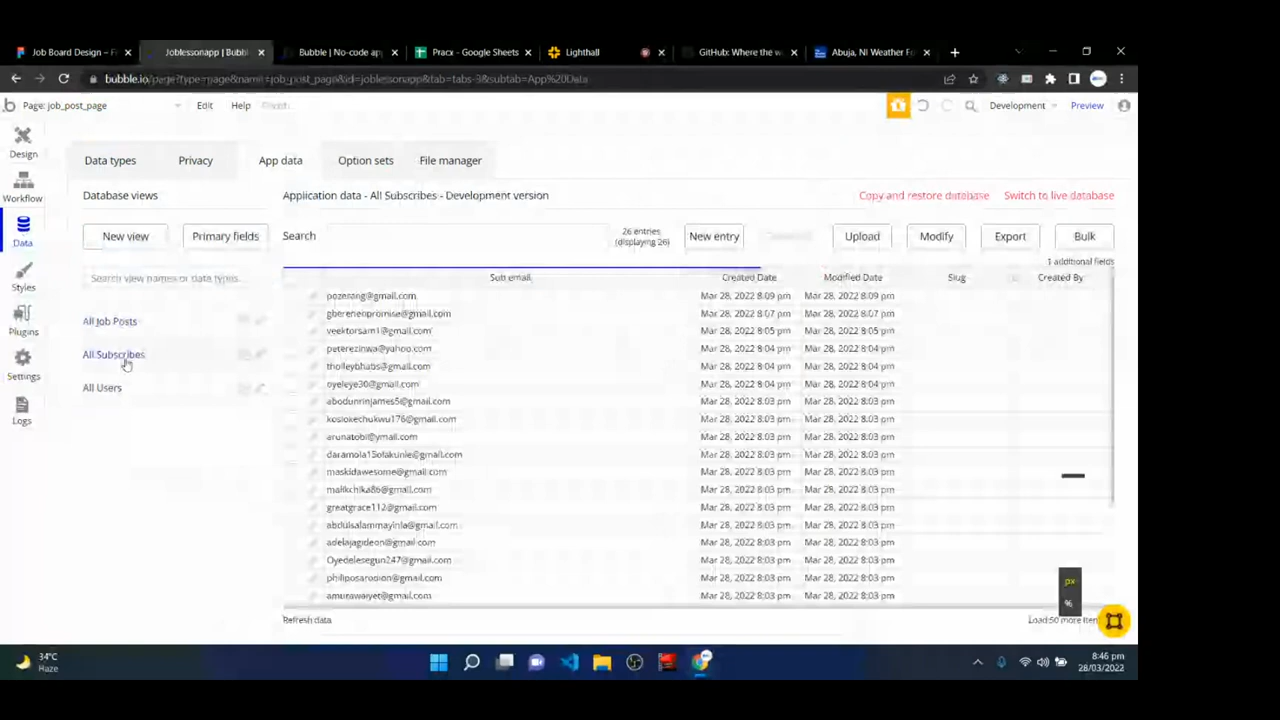 Job Board Design – F
Joblessonapp | Bubbl
Bubble | No-code ap
Pracx - Google Sheets
Lighthall
GitHub: Where the w
Abuja, NI Weather F
bubble.io/page?type=page&name=job_post_page&id=joblessonapp&tab=tabs-3&subtab=App%20Data
Page: job_post_page
Edit
Help
Development
Preview
Design
Workflow
Data
Styles
Plugins
Settings
Logs
Data types
Privacy
App data
Option sets
File manager
Database views
New view
Primary fields
Search view names or data types...
All Job Posts
All Subscribes
All Users
Application data - All Subscribes - Development version
Copy and restore database
Switch to live database
Search
26 entries
(displaying 26)
New entry
Upload
Modify
Export
Bulk
1 additional fields
Sub email
Created Date
Modified Date
Slug
Created By
pozerang@gmail.com Mar 28, 2022 8:09 pm Mar 28, 2022 8:09 pm
gbereneopromise@gmail.com Mar 28, 2022 8:07 pm Mar 28, 2022 8:07 pm
veektorsam1@gmail.com Mar 28, 2022 8:05 pm Mar 28, 2022 8:05 pm
peterezinwa@yahoo.com Mar 28, 2022 8:04 pm Mar 28, 2022 8:04 pm
tholleybhabs@gmail.com Mar 28, 2022 8:04 pm Mar 28, 2022 8:04 pm
oyeleye30@gmail.com Mar 28, 2022 8:04 pm Mar 28, 2022 8:04 pm
abodunrinjames5@gmail.com Mar 28, 2022 8:03 pm Mar 28, 2022 8:03 pm
kosiokechukwu176@gmail.com Mar 28, 2022 8:03 pm Mar 28, 2022 8:03 pm
arunatobi@ymail.com Mar 28, 2022 8:03 pm Mar 28, 2022 8:03 pm
daramola15ofakunle@gmail.com Mar 28, 2022 8:03 pm Mar 28, 2022 8:03 pm
maskidawesome@gmail.com Mar 28, 2022 8:03 pm Mar 28, 2022 8:03 pm
malikchika86@gmail.com Mar 28, 2022 8:03 pm Mar 28, 2022 8:03 pm
greatgrace112@gmail.com Mar 28, 2022 8:03 pm Mar 28, 2022 8:03 pm
abdulsalammayinla@gmail.com Mar 28, 2022 8:03 pm Mar 28, 2022 8:03 pm
adelajagideon@gmail.com Mar 28, 2022 8:03 pm Mar 28, 2022 8:03 pm
Oyedelesegun247@gmail.com Mar 28, 2022 8:03 pm Mar 28, 2022 8:03 pm
philiposarodion@gmail.com Mar 28, 2022 8:03 pm Mar 28, 2022 8:03 pm
amurawaiyet@gmail.com Mar 28, 2022 8:03 pm Mar 28, 2022 8:03 pm
px
%
Refresh data
Load 50 more iten
34°C
Haze
8:46 pm
28/03/2022